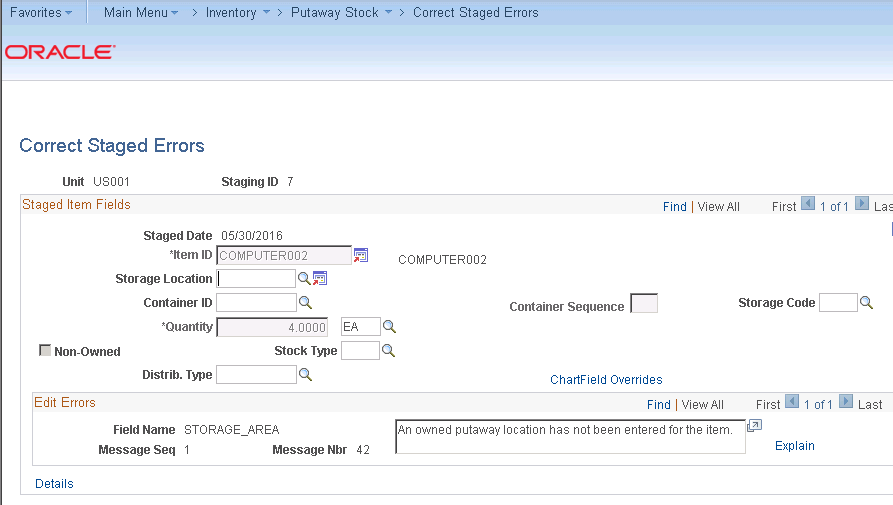 Favorites Main Menu > Inventory > Putaway Stock > Correct Staged Errors
ORACLE
Correct Staged Errors
Unit US001 Staging ID 7
Staged Item Fields Find | View All First 1 of 1 Las
Staged Date 05/30/2016
*Item ID COMPUTER002 COMPUTER002
Storage Location
Container ID Container Sequence Storage Code
*Quantity 4.0000 EA
Non-Owned Stock Type
Distrib. Type
ChartField Overrides
Edit Errors Find | View All First 1 of 1 Last
Field Name STORAGE_AREA An owned putaway location has not been entered for the item.
Message Seq 1 Message Nbr 42 Explain
Details